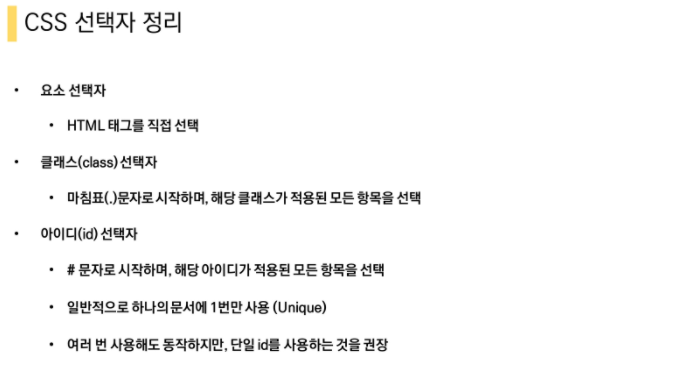 CSS 선택자 정리
• 요소 선택자
• HTML 태그를 직접 선택
• 클래스(class) 선택자
• 마침표(.)문자로 시작하며, 해당 클래스가 적용된 모든 항목을 선택
• 아이디(id) 선택자
• # 문자로 시작하며, 해당 아이디가 적용된 모든 항목을 선택
• 일반적으로 하나의 문서에 1번만 사용 (Unique)
• 여러 번 사용해도 동작하지만, 단일 id를 사용하는 것을 권장